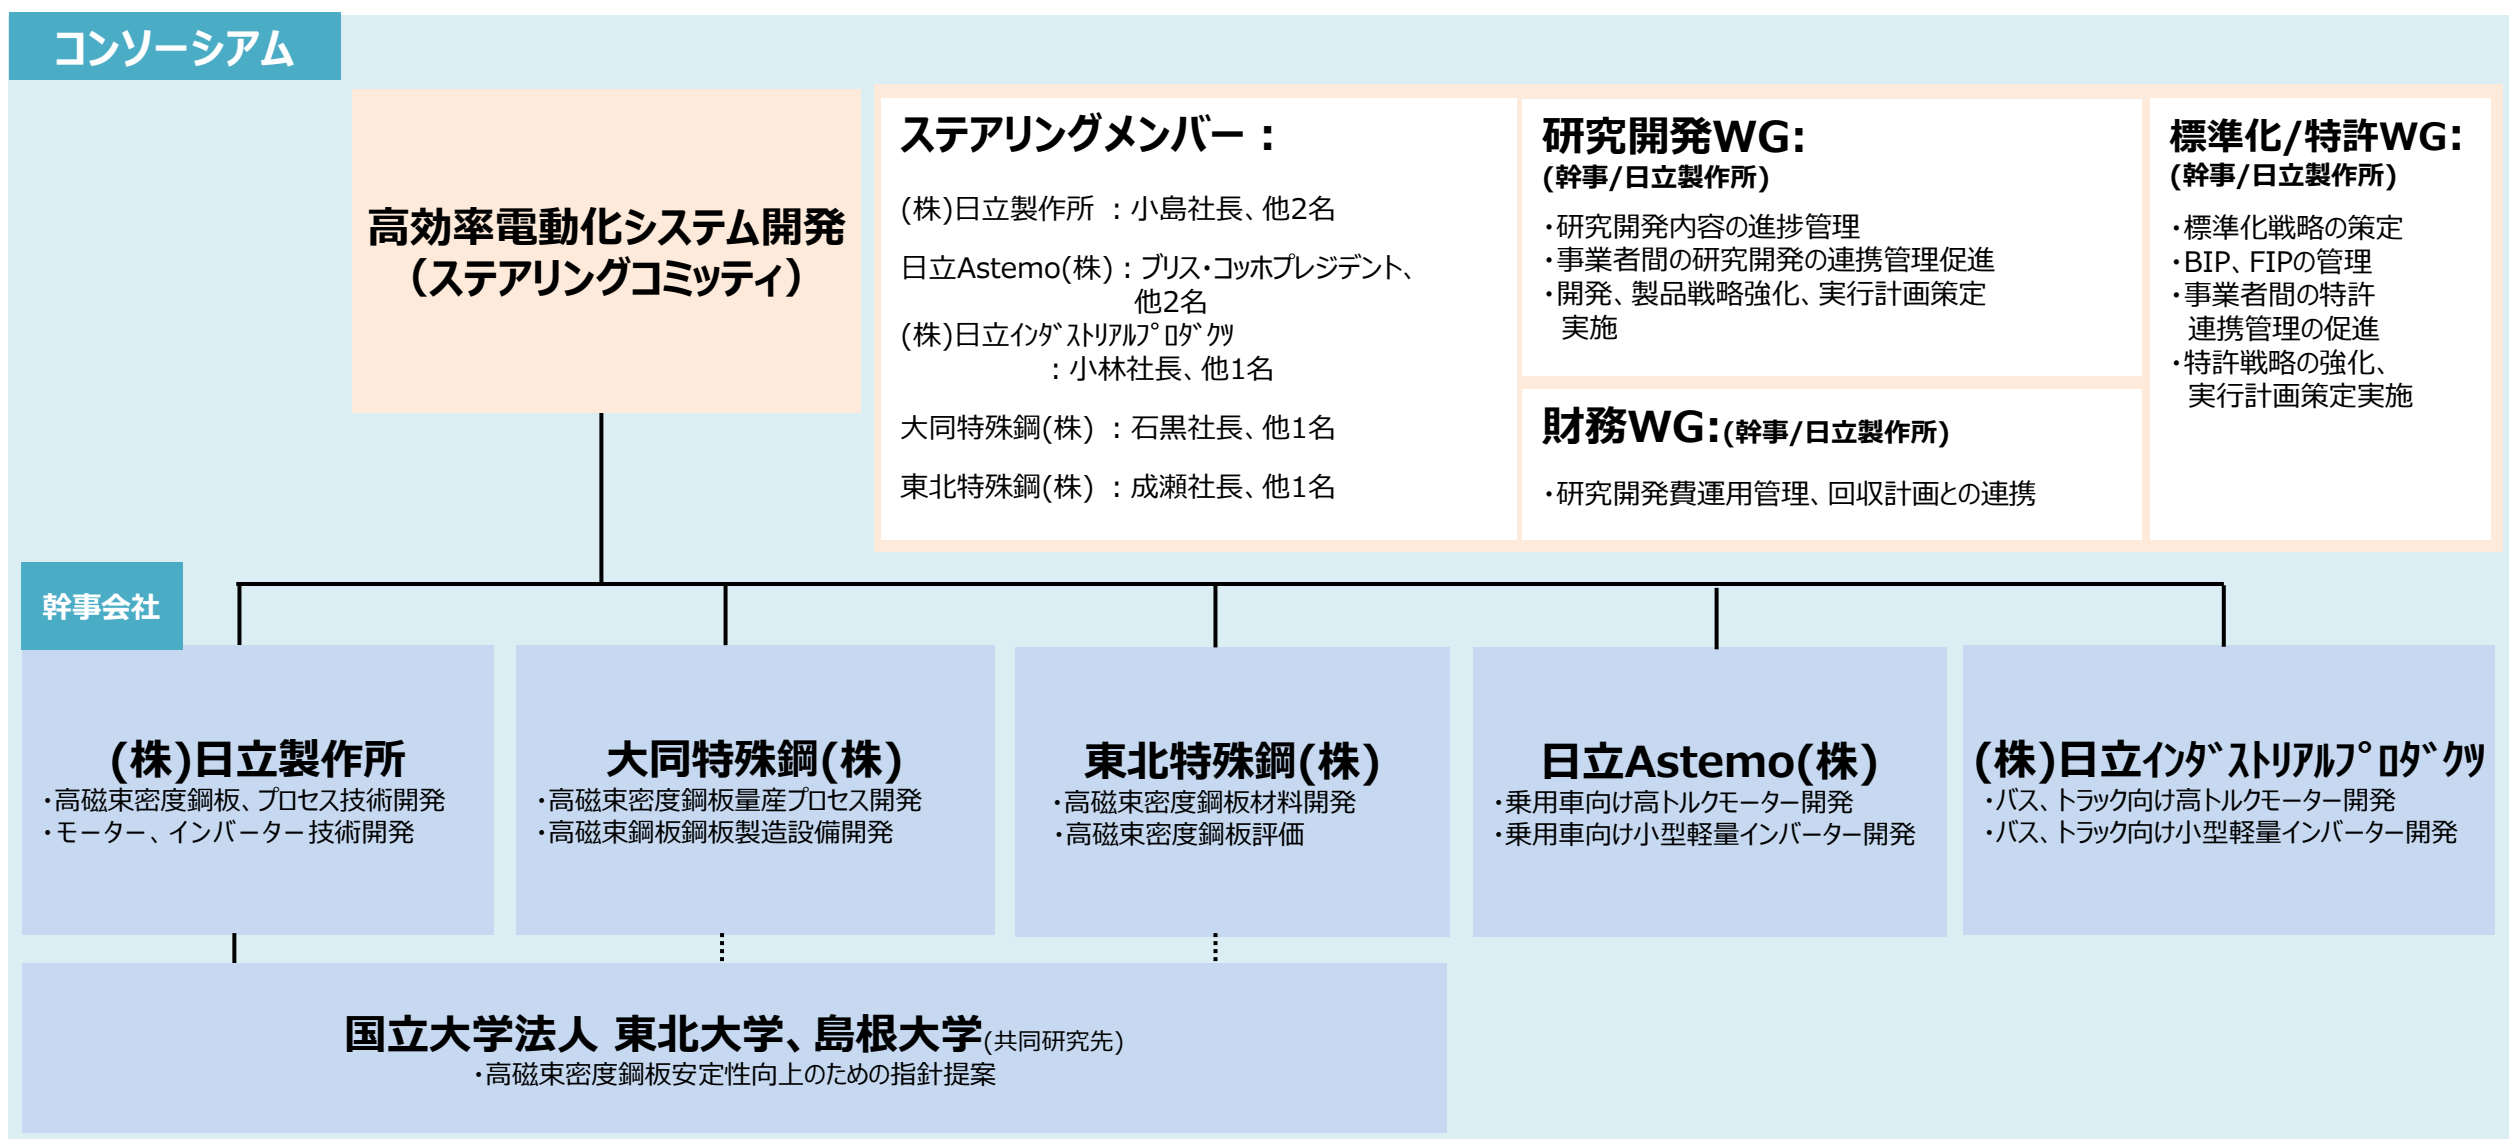 コンソーシアム
高効率電動化システム開発
(ステアリングコミッティ)
ステアリングメンバー：
(株)日立製作所 ：小島社長、他2名
日立Astemo(株)：ブリス・コッホプレジデント、
他2名
(株)日立ｲﾝﾀﾞｽﾄﾘｱﾙﾌﾟﾛﾀﾞｸﾂ
：小林社長、他1名
大同特殊鋼(株) ：石黒社長、他1名
東北特殊鋼(株) ：成瀬社長、他1名
研究開発WG:
(幹事/日立製作所)
・研究開発内容の進捗管理
・事業者間の研究開発の連携管理促進
・開発、製品戦略強化、実行計画策定
実施
財務WG:(幹事/日立製作所)
・研究開発費運用管理、回収計画との連携
標準化/特許WG:
(幹事/日立製作所)
・標準化戦略の策定
・BIP、FIPの管理
・事業者間の特許
連携管理の促進
・特許戦略の強化、
実行計画策定実施
幹事会社
(株)日立製作所
・高磁束密度鋼板、プロセス技術開発
・モーター、インバーター技術開発
大同特殊鋼(株)
・高磁束密度鋼板量産プロセス開発
・高磁束鋼板鋼板製造設備開発
東北特殊鋼(株)
・高磁束密度鋼板材料開発
・高磁束密度鋼板評価
日立Astemo(株)
・乗用車向け高トルクモーター開発
・乗用車向け小型軽量インバーター開発
(株)日立ｲﾝﾀﾞｽﾄﾘｱﾙﾌﾟﾛﾀﾞｸﾂ
・バス、トラック向け高トルクモーター開発
・バス、トラック向け小型軽量インバーター開発
国立大学法人 東北大学、島根大学(共同研究先)
・高磁束密度鋼板安定性向上のための指針提案